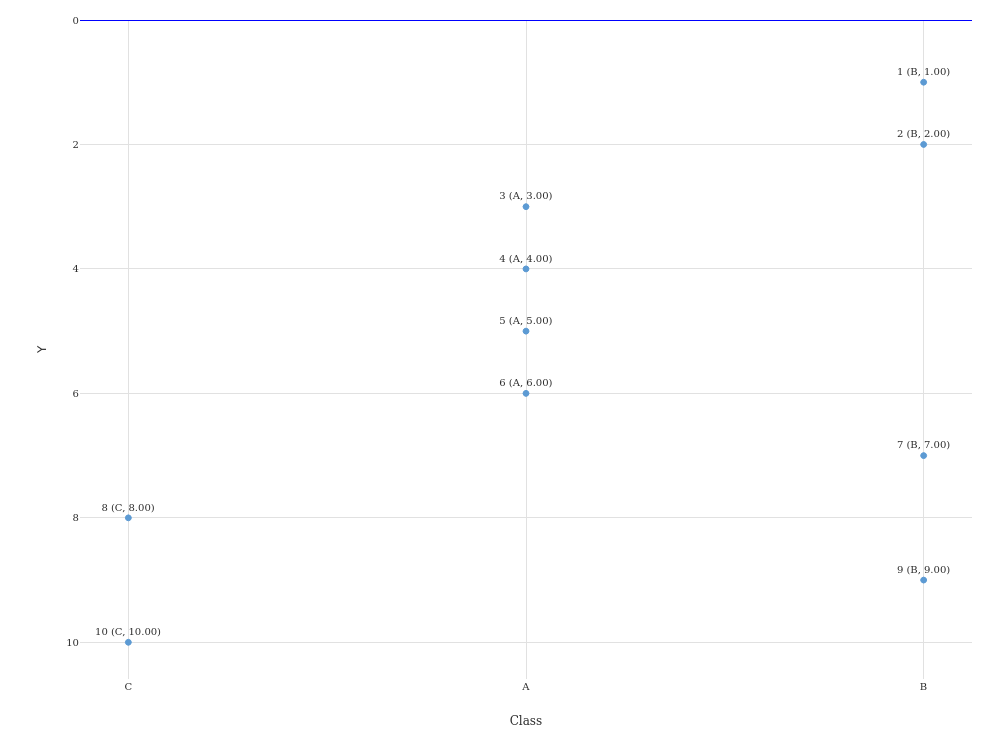 0
1 (B, 1.00)
2 (B, 2.00)
2
3 (A, 3.00)
4 (A, 4.00)
4
5 (A, 5.00)
Y
6 (A, 6.00)
6
7 (B, 7.00)
8 (C, 8.00)
8
9 (B, 9.00)
10 (C, 10.00)
10
C A B
Class